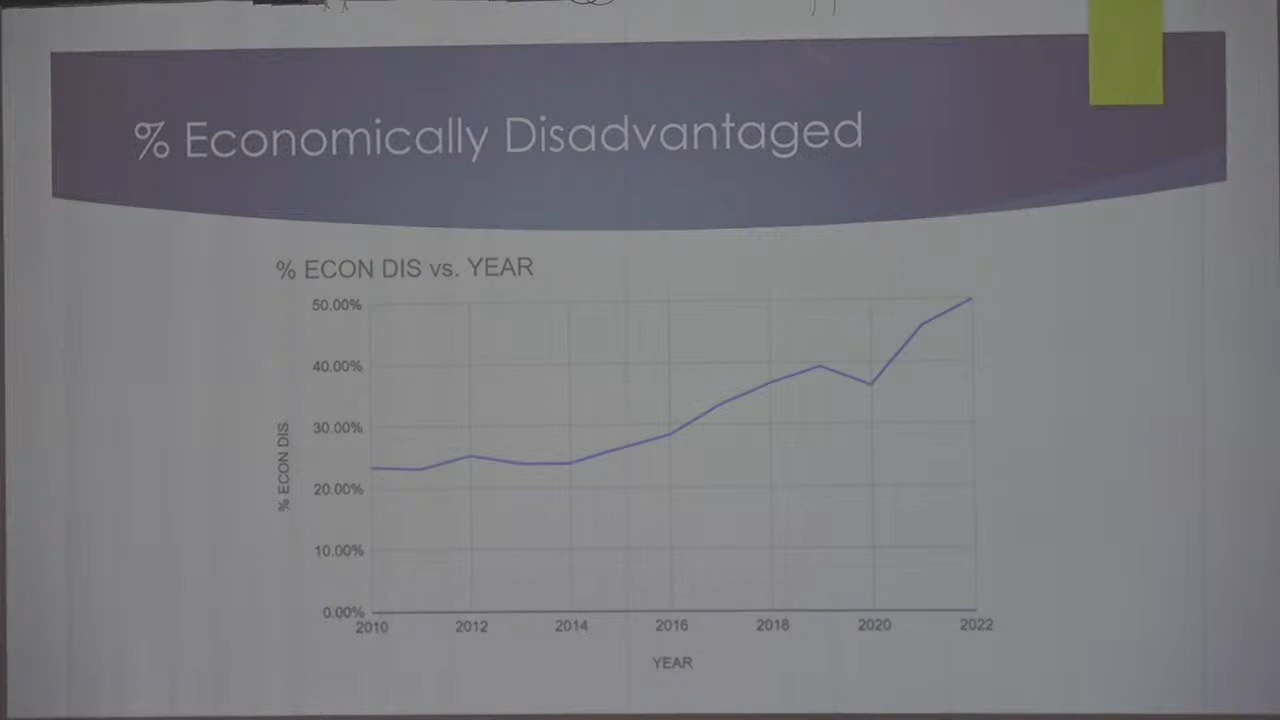 % Economically Disadvantaged
% ECON DIS vs. YEAR
50.00%
40.00%
30.00%
20.00%
10.00%
0.00%
% ECON DIS
2010 2012 2014 2016 2018 2020 2022
YEAR